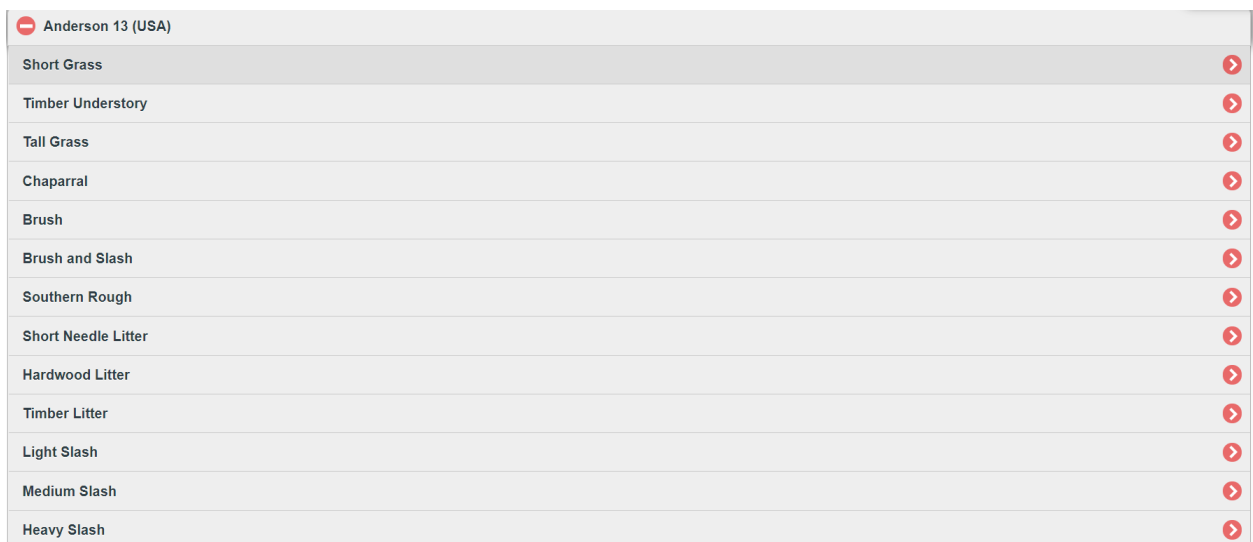 Anderson 13 (USA)
Short Grass
Timber Understory
Tall Grass
Chaparral
Brush
Brush and Slash
Southern Rough
Short Needle Litter
Hardwood Litter
Timber Litter
Light Slash
Medium Slash
Heavy Slash